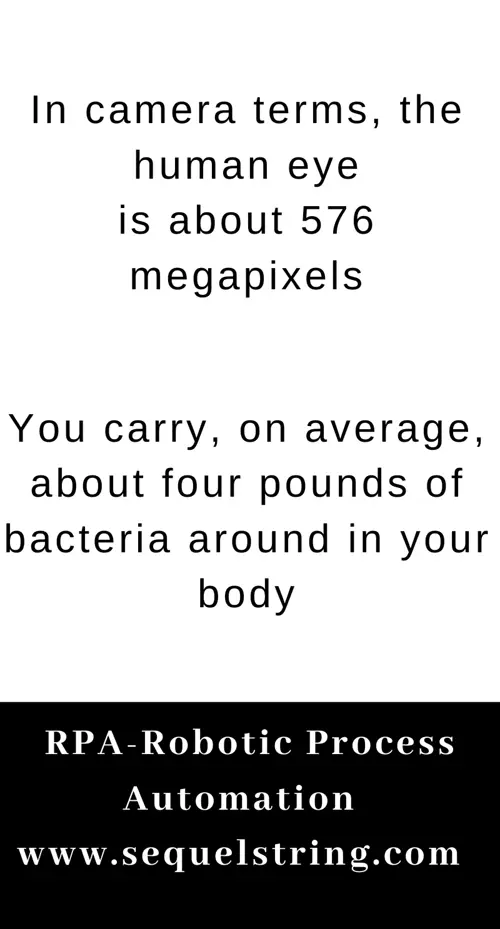 In camera terms, the
human eye
is about 576
megapixels
You carry, on average,
about four pounds of
bacteria around in your
body
RPA-Robotic Process
Automation
www.sequelstring.com